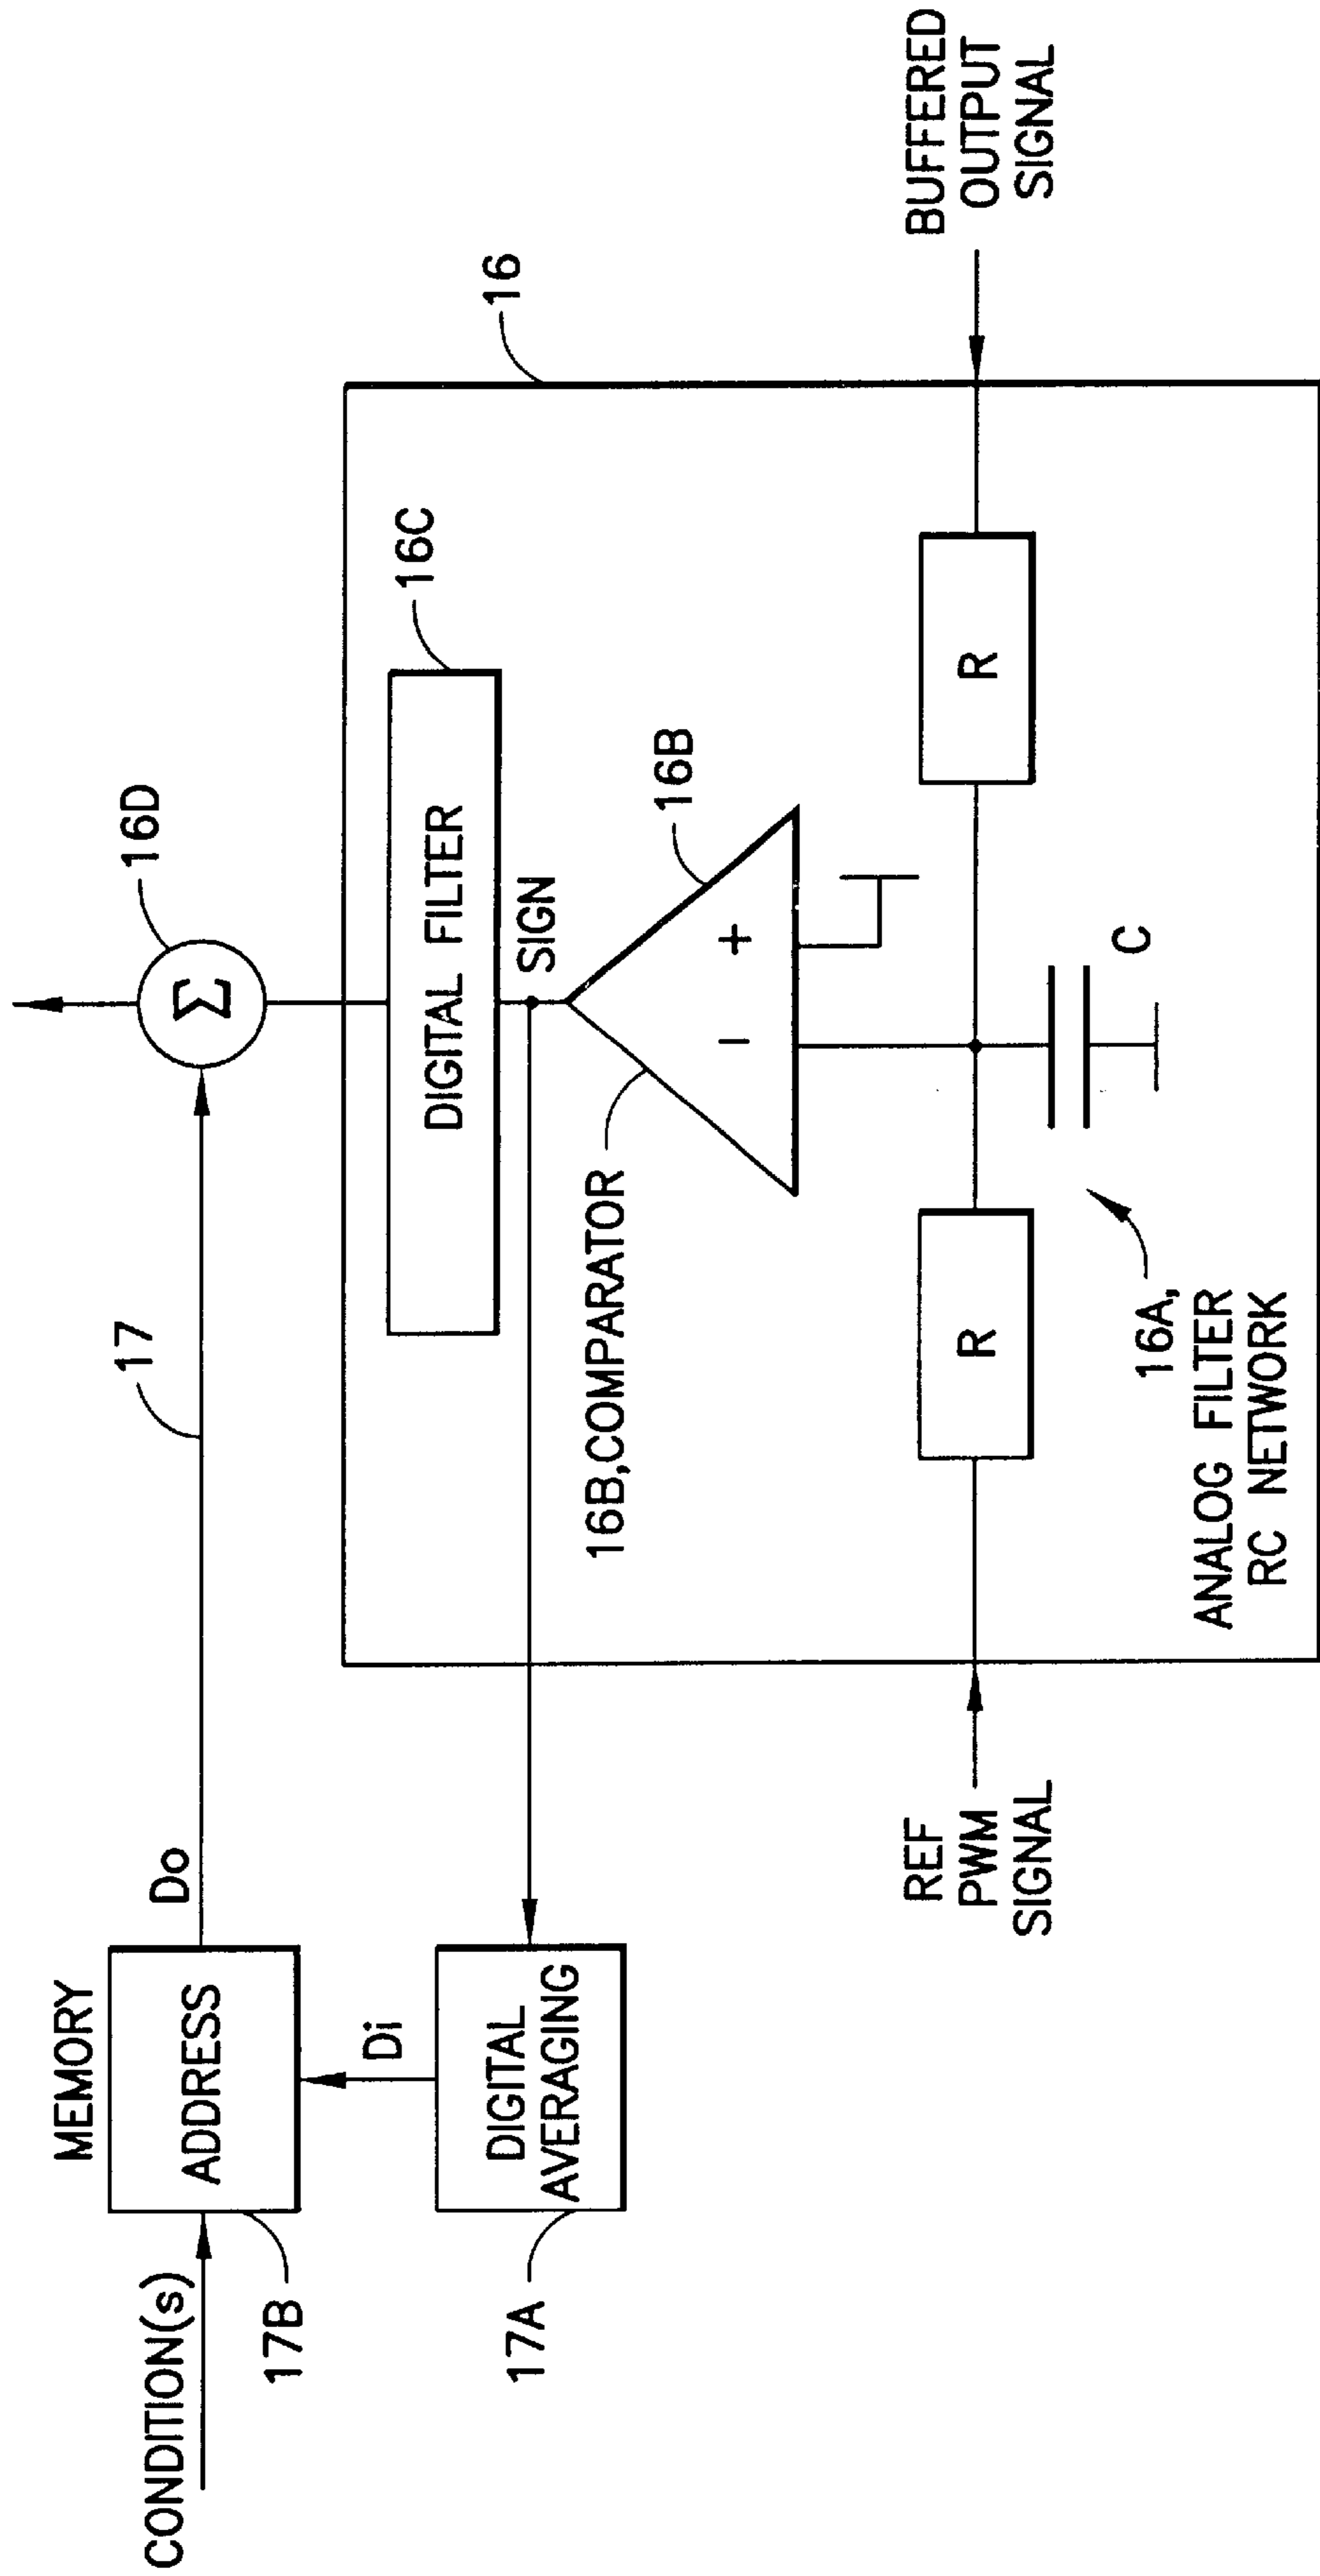 CONDITION(s)
MEMORY
ADDRESS
17B
Do
17
16D
Σ
Di
DIGITAL
AVERAGING
17A
16
DIGITAL FILTER
16C
SIGN
16B,COMPARATOR
16B
−
+
REF
PWM
SIGNAL
R
R
C
BUFFERED
OUTPUT
SIGNAL
16A,
ANALOG FILTER
RC NETWORK